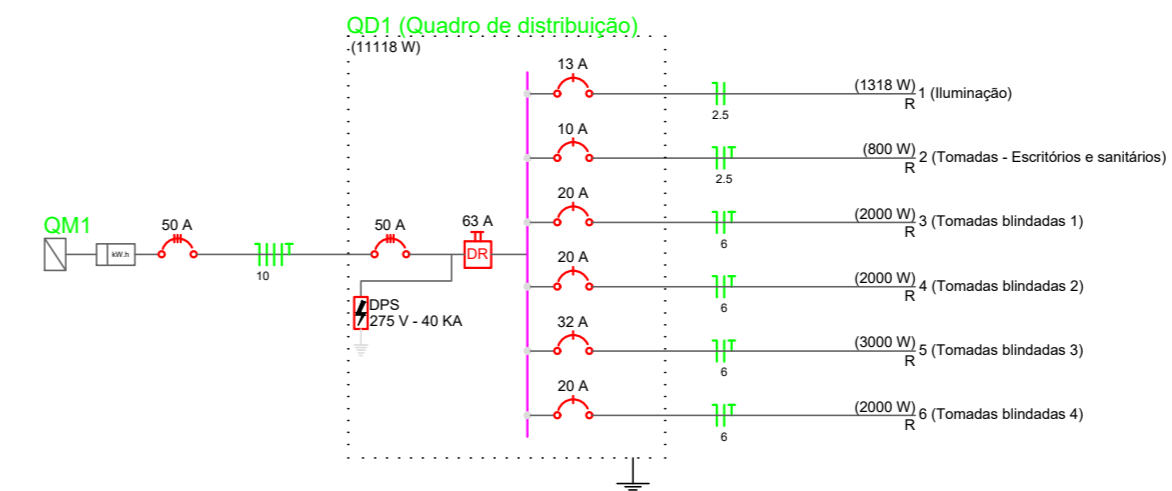 QD1 (Quadro de distribuição)
(11118 W)
13 A
(1318 W)
R
1 (Iluminação)
2.5
10 A
(800 W)
R
2 (Tomadas - Escritórios e sanitários)
2.5
20 A
(2000 W)
R
3 (Tomadas blindadas 1)
6
QM1
kW.h
50 A
10
50 A
63 A
DR
DPS
275 V - 40 KA
20 A
(2000 W)
R
4 (Tomadas blindadas 2)
6
32 A
(3000 W)
R
5 (Tomadas blindadas 3)
6
20 A
(2000 W)
R
6 (Tomadas blindadas 4)
6